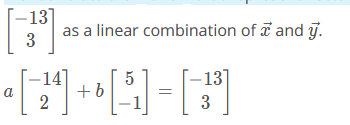 [-13 3] as a linear combination of x⃗ and y⃗.
a [-14 2] + b [5 -1] = [-13 3]